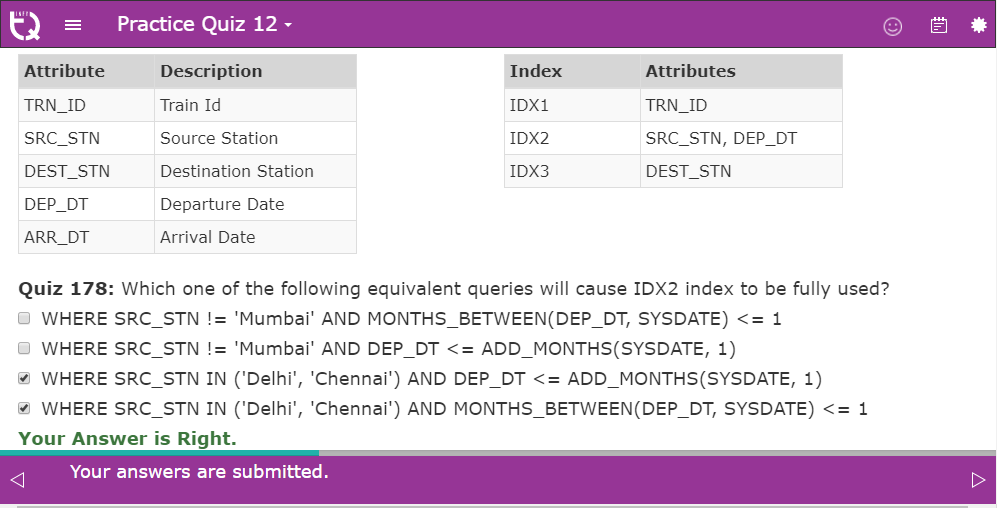 INFY
TQ
Practice Quiz 12
Attribute Description
TRN_ID Train Id
SRC_STN Source Station
DEST_STN Destination Station
DEP_DT Departure Date
ARR_DT Arrival Date
Index Attributes
IDX1 TRN_ID
IDX2 SRC_STN, DEP_DT
IDX3 DEST_STN
Quiz 178: Which one of the following equivalent queries will cause IDX2 index to be fully used?
WHERE SRC_STN != 'Mumbai' AND MONTHS_BETWEEN(DEP_DT, SYSDATE) <= 1
WHERE SRC_STN != 'Mumbai' AND DEP_DT <= ADD_MONTHS(SYSDATE, 1)
WHERE SRC_STN IN ('Delhi', 'Chennai') AND DEP_DT <= ADD_MONTHS(SYSDATE, 1)
WHERE SRC_STN IN ('Delhi', 'Chennai') AND MONTHS_BETWEEN(DEP_DT, SYSDATE) <= 1
Your Answer is Right.
Your answers are submitted.